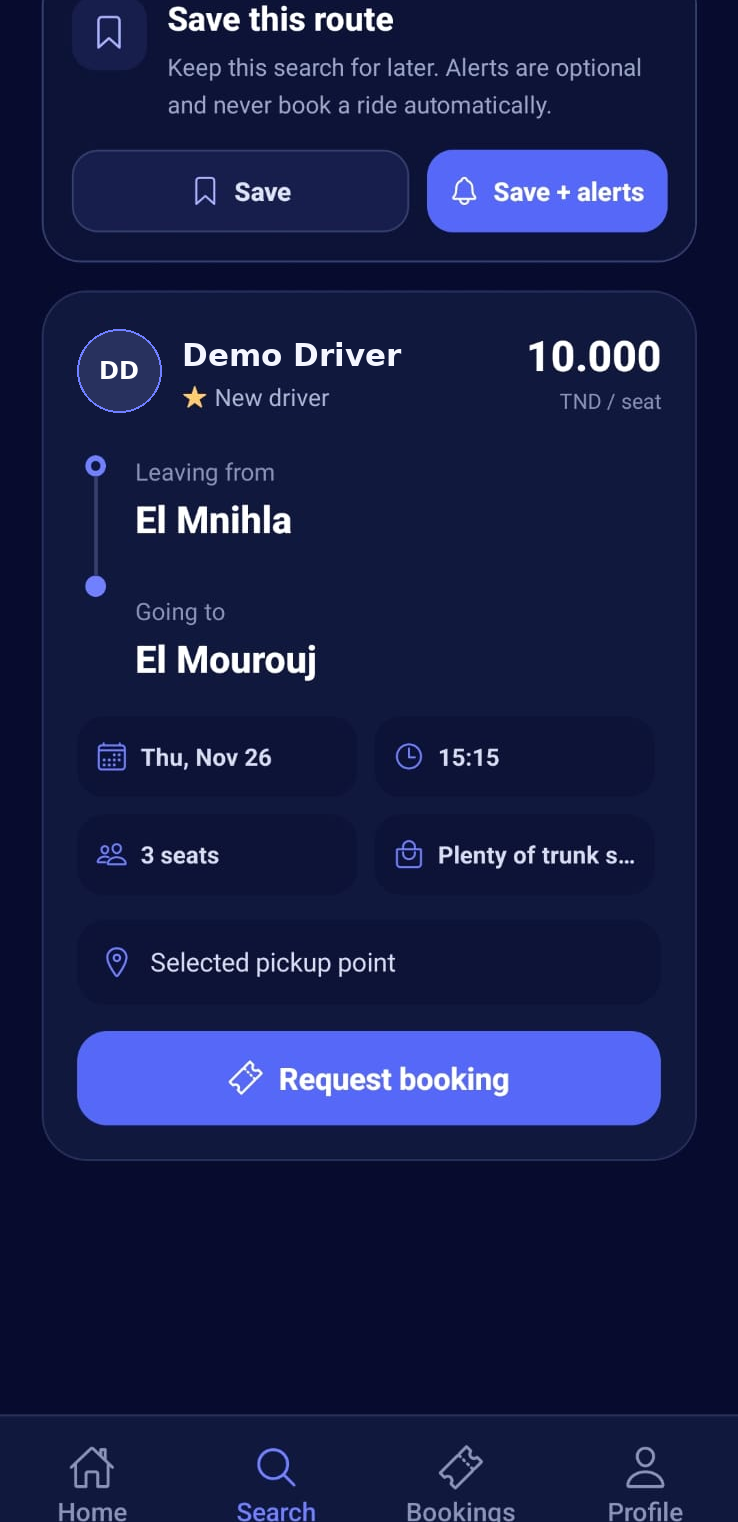 Save this route
Keep this search for later. Alerts are optional
and never book a ride automatically.
Save
Save + alerts
DD
Demo Driver
New driver
10.000
TND / seat
Leaving from
El Mnihla
Going to
El Mourouj
Thu, Nov 26
15:15
3 seats
Plenty of trunk s...
Selected pickup point
Request booking
Home
Search
Bookings
Profile